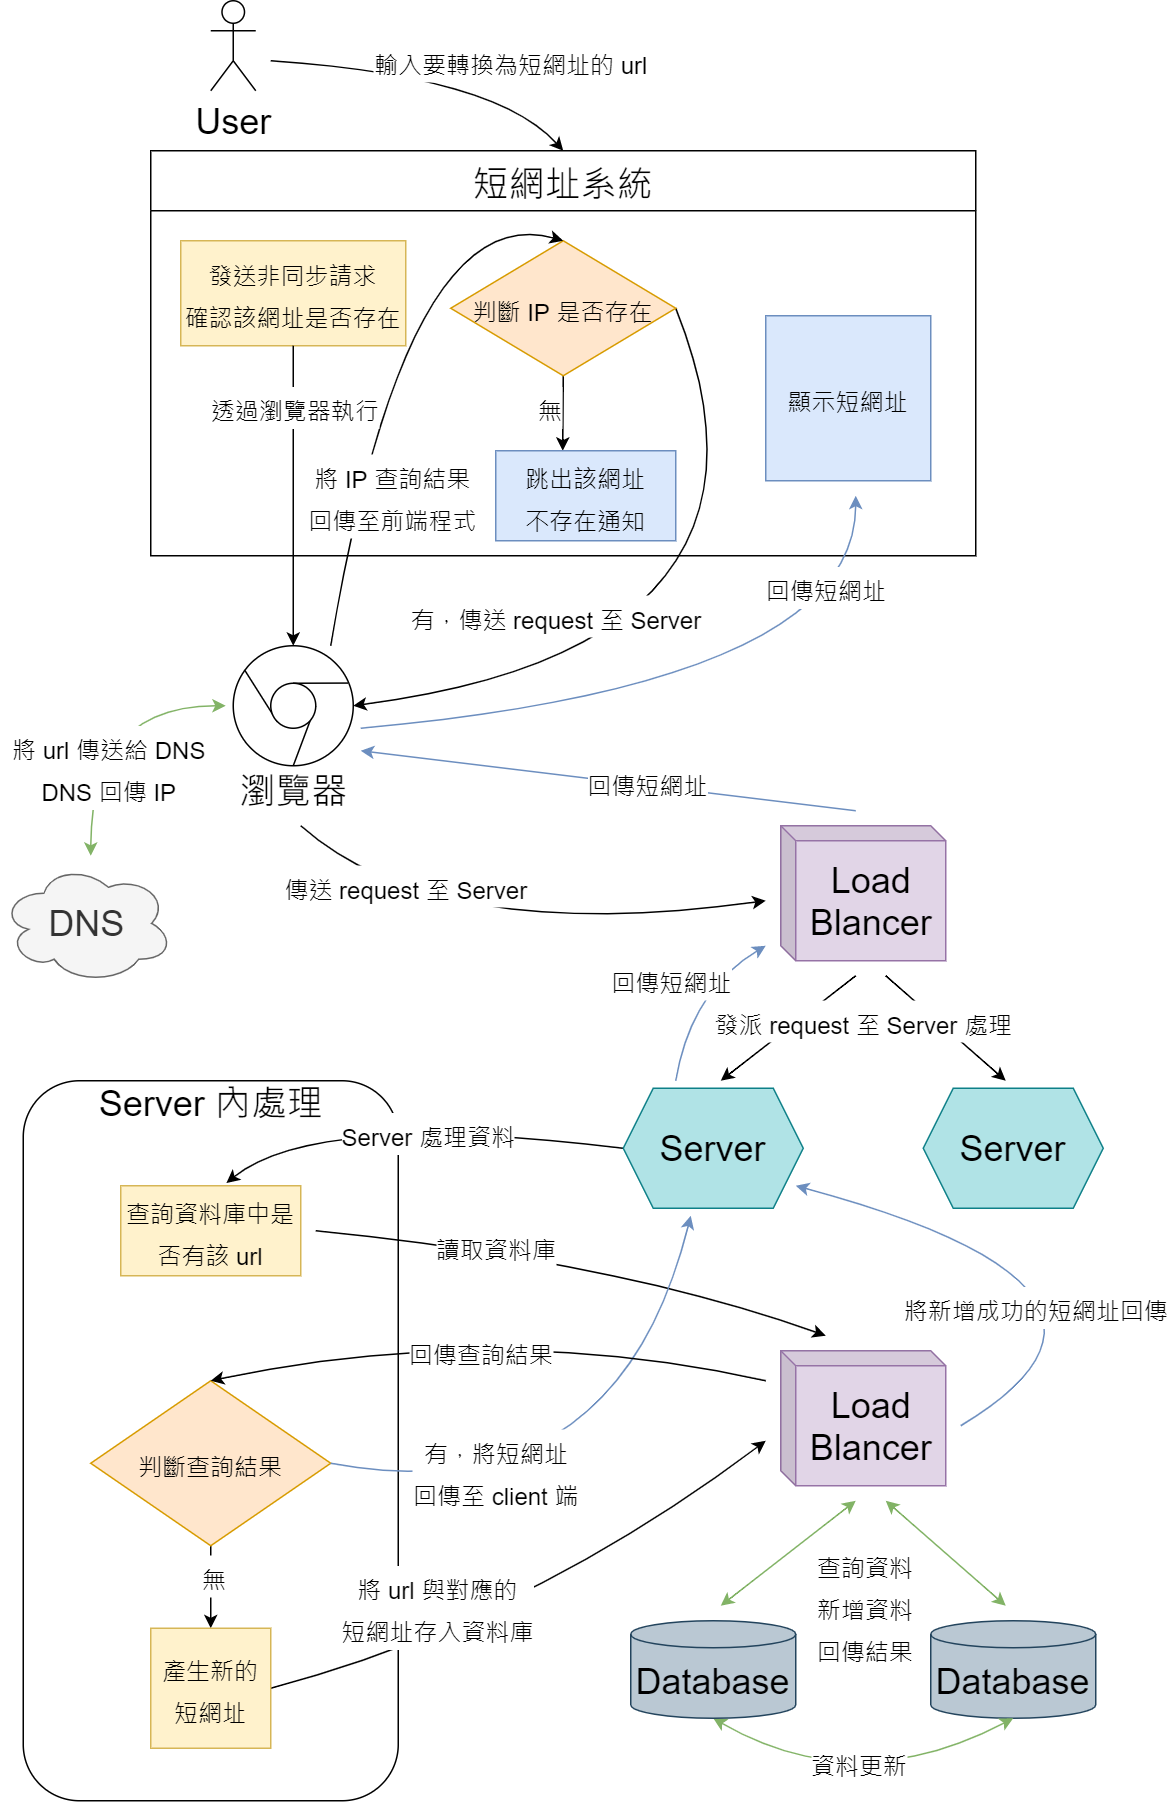 輸入要轉換為短網址的 url
User
短網址系統
發送非同步請求
確認該網址是否存在
判斷 IP 是否存在
顯示短網址
透過瀏覽器執行
無
將 IP 查詢結果
回傳至前端程式
跳出該網址
不存在通知
回傳短網址
有，傳送 request 至 Server
將 url 傳送給 DNS
DNS 回傳 IP
瀏覽器
回傳短網址
傳送 request 至 Server
Load
Blancer
DNS
回傳短網址
發派 request 至 Server 處理
Server 內處理
Server 處理資料
Server
Server
查詢資料庫中是
否有該 url
讀取資料庫
將新增成功的短網址回傳
回傳查詢結果
Load
Blancer
判斷查詢結果
有，將短網址
回傳至 client 端
無
將 url 與對應的
短網址存入資料庫
查詢資料
新增資料
回傳結果
產生新的
短網址
Database
Database
資料更新